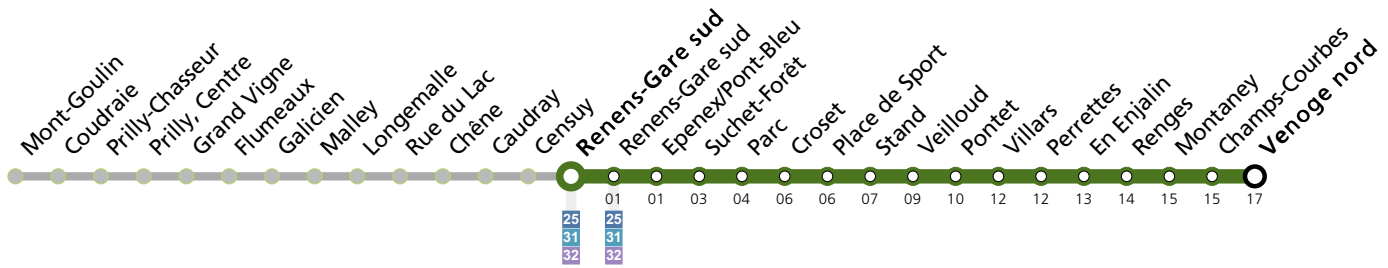 Mont-Goulin
Coudraie
Prilly-Chasseur
Prilly, Centre
Grand Vigne
Flumeaux
Galicien
Malley
Longemalle
Rue du Lac
Chêne
Caudray
Censuy
Renens-Gare sud
Renens-Gare sud
Epenex/Pont-Bleu
Suchet-Forêt
Parc
Croset
Place de Sport
Stand
Veilloud
Pontet
Villars
Perrettes
En Enjalin
Renges
Montaney
Champs-Courbes
Venoge nord
01 01 03 04 06 06 07 09 10 12 12 13 14 15 15 17
25 25
31 31
32 32